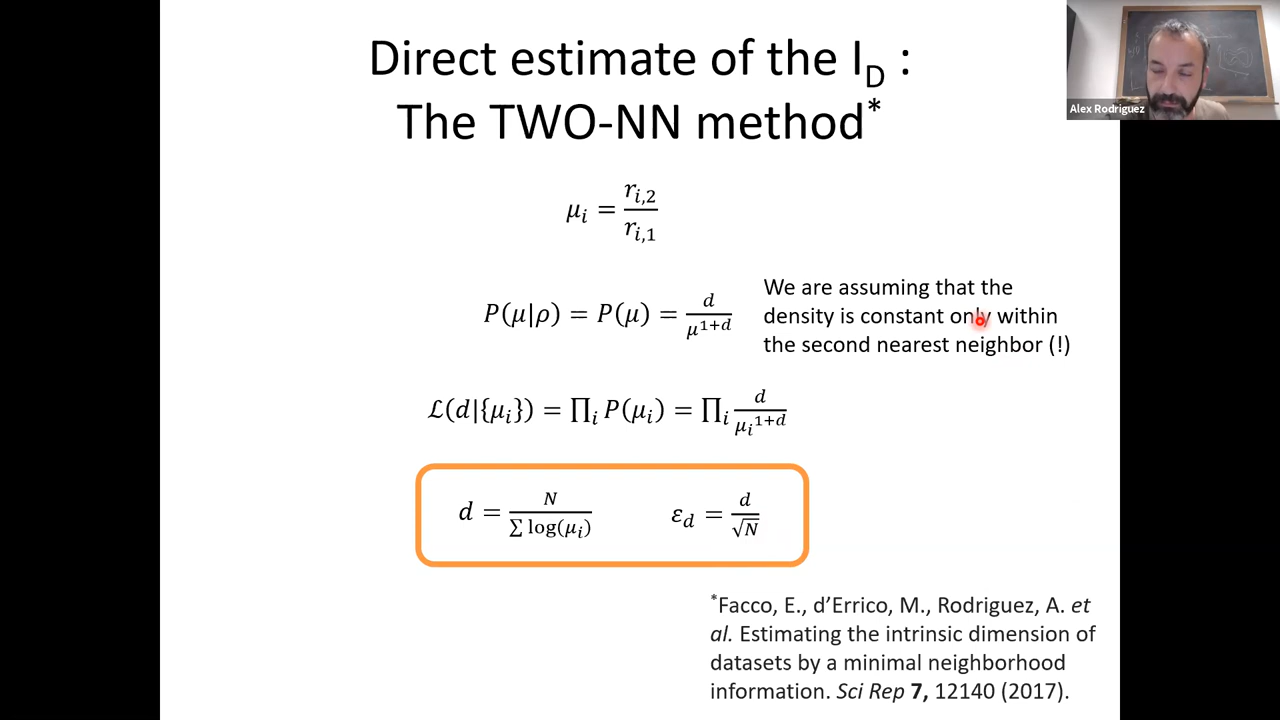 Direct estimate of the I_D :
The TWO-NN method*
Alex Rodriguez
μ_i = r_{i,2} / r_{i,1}
P(μ|ρ) = P(μ) = d / μ^{1+d}
We are assuming that the
density is constant only within
the second nearest neighbor (!)
ℒ(d|{μ_i}) = ∏_i P(μ_i) = ∏_i d / μ_i^{1+d}
d = N / ∑ log(μ_i)
ε_d = d / √N
*Facco, E., d’Errico, M., Rodriguez, A. et
al. Estimating the intrinsic dimension of
datasets by a minimal neighborhood
information. Sci Rep 7, 12140 (2017).